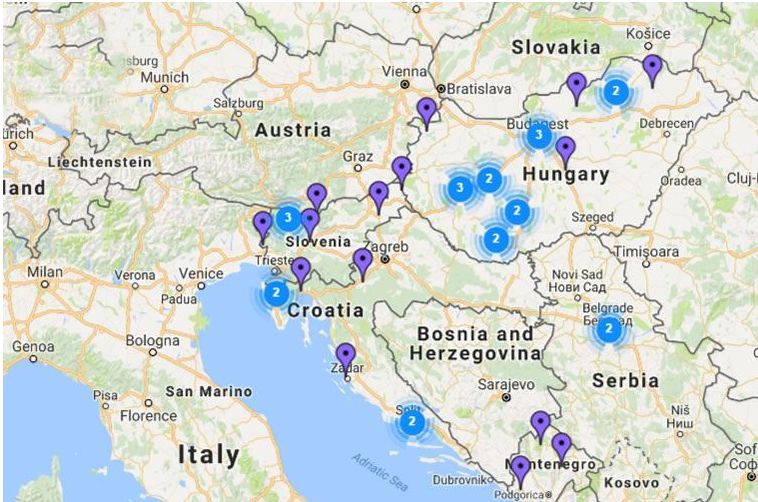 Slovakia
Košice
sburg
Munich
Vienna
Bratislava
2
Salzburg
Budapest
3
Debrecen
ürich
Austria
Liechtenstein
Graz
Hungary
land
Oradea
Cluj-
3
2
2
2
3
Slovenia
Szeged
Zagreb
Trieste
Timișoara
Milan
Verona
Venice
Padua
2
Novi Sad
Нови Сад
Croatia
Belgrade
Београд
2
Bosnia and
Herzegovina
Genoa
Bologna
Zadar
Serbia
Pisa
San Marino
Sarajevo
Florence
Split
2
Niš
Ниш
Italy
Adriatic Sea
Montenegro
Sof
Соф
Dubrovnik
Kosovo
Podgorica